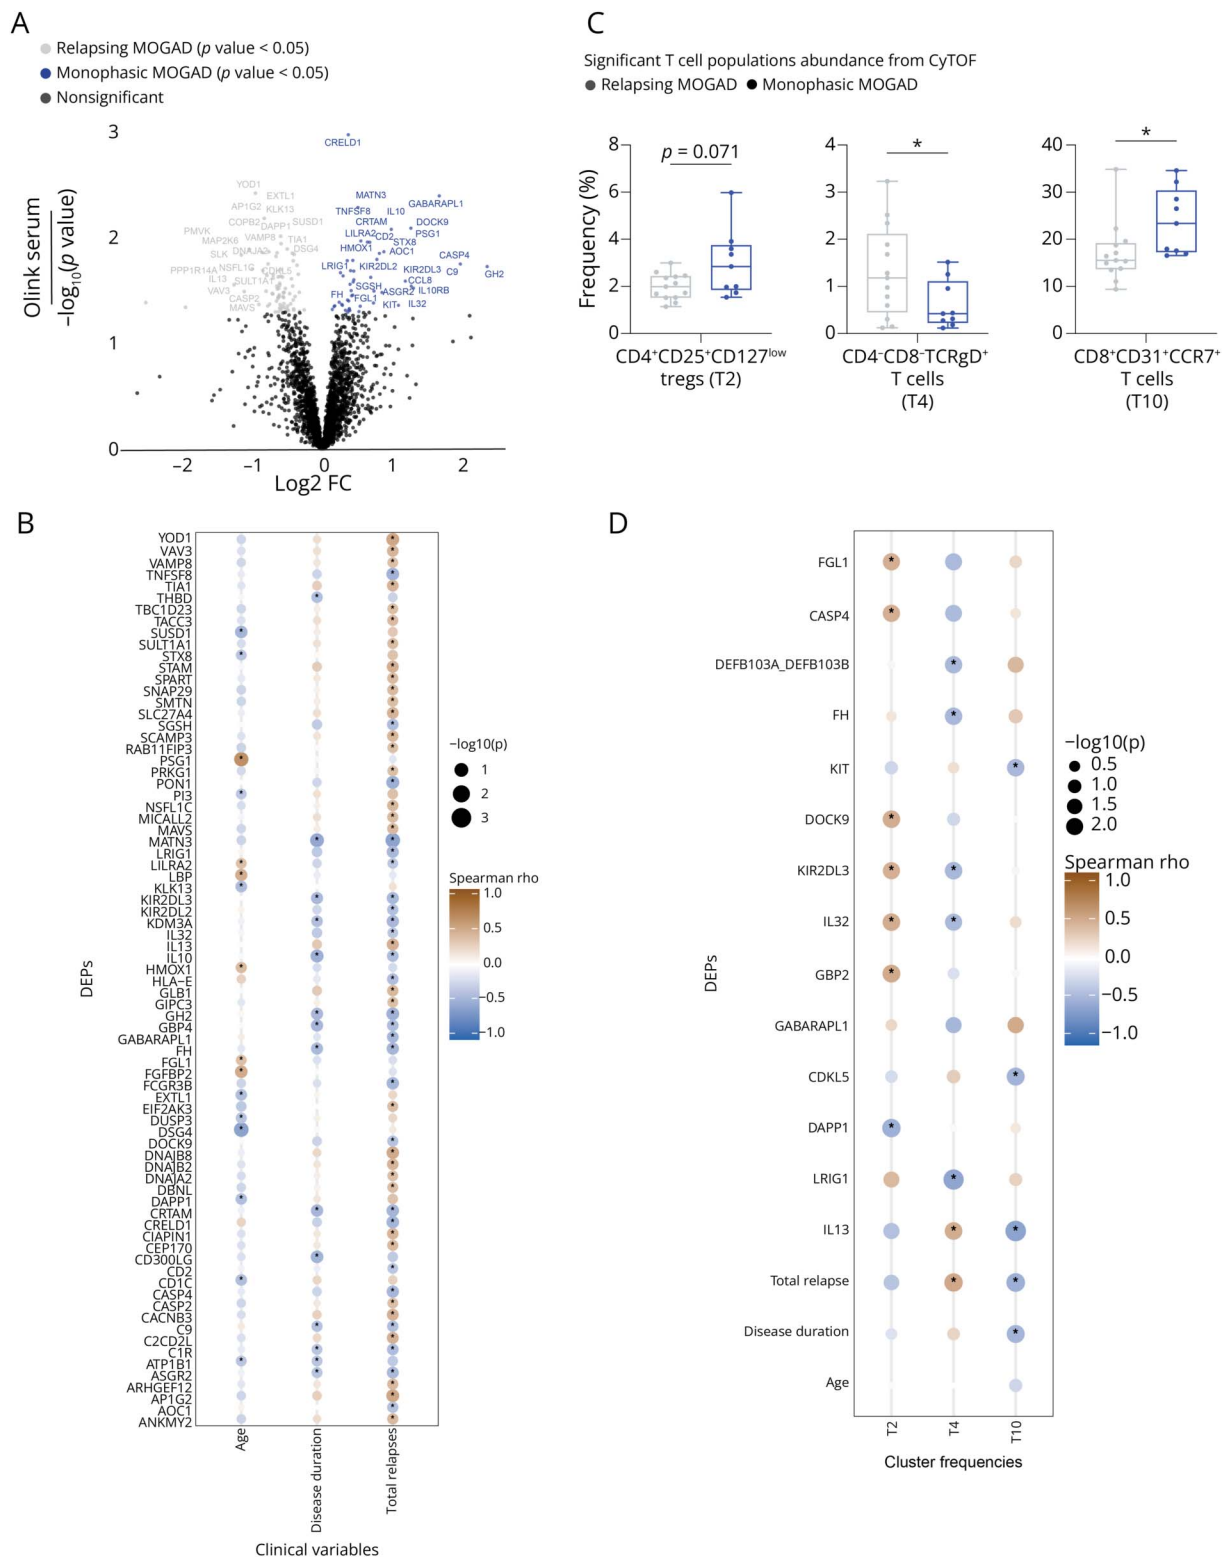 A
Relapsing MOGAD (p value < 0.05)
Monophasic MOGAD (p value < 0.05)
Nonsignificant
Olink serum
−log10(p value)
3
2
1
0
−2
−1
0
1
2
Log2 FC
CRELD1
YOD1
EXTL1
MATN3
GABARAPL1
AP1G2
KLK13
TNFSF8
IL10
COPB2
DAPP1
SUSD1
CRTAM
DOCK9
PMVK
LILRA2
CD2
PSG1
MAP2K6
VAMP8
TIA1
STX8
SLK
DNAJA2
DSG4
HMOX1
AOC1
CASP4
PPP1R14A
NSFL1C
CDKL5
LRIG1
KIR2DL2
KIR2DL3
C9
GH2
IL13
SULT1A1
SGSH
CCL8
VAV3
ASGR2
IL10RB
CASP2
FH
FGL1
MAVS
KIT
IL32
C
Significant T cell populations abundance from CyTOF
Relapsing MOGAD
Monophasic MOGAD
Frequency (%)
8
6
4
2
0
p = 0.071
CD4+CD25+CD127low
tregs (T2)
4
3
2
1
0
*
CD4−CD8−TCRgD+
T cells
(T4)
40
30
20
10
0
*
CD8+CD31+CCR7+
T cells
(T10)
B
DEPs
YOD1
VAV3
VAMP8
TNFSF8
TIA1
THBD
TBC1D23
TACC3
SUSD1
SULT1A1
STX8
STAM
SPART
SNAP29
SMTN
SLC27A4
SGSH
SCAMP3
RAB11FIP3
PSG1
PRKG1
PON1
PI3
NSFL1C
MICALL2
MAVS
MATN3
LRIG1
LILRA2
LBP
KLK13
KIR2DL3
KIR2DL2
KDM3A
IL32
IL13
IL10
HMOX1
HLA−E
GLB1
GIPC3
GH2
GBP4
GABARAPL1
FH
FGL1
FGFBP2
FCGR3B
EXTL1
EIF2AK3
DUSP3
DSG4
DOCK9
DNAJB8
DNAJB2
DNAJA2
DBNL
DAPP1
CRTAM
CRELD1
CIAPIN1
CEP170
CD300LG
CD2
CD1C
CASP4
CASP2
CACNB3
C9
C2CD2L
C1R
ATP1B1
ASGR2
ARHGEF12
AP1G2
AOC1
ANKMY2
Age
Disease duration
Total relapses
Clinical variables
−log10(p)
1
2
3
Spearman rho
1.0
0.5
0.0
−0.5
−1.0
D
DEPs
FGL1
CASP4
DEFB103A_DEFB103B
FH
KIT
DOCK9
KIR2DL3
IL32
GBP2
GABARAPL1
CDKL5
DAPP1
LRIG1
IL13
Total relapse
Disease duration
Age
T2
T4
T10
Cluster frequencies
−log10(p)
0.5
1.0
1.5
2.0
Spearman rho
1.0
0.5
0.0
−0.5
−1.0